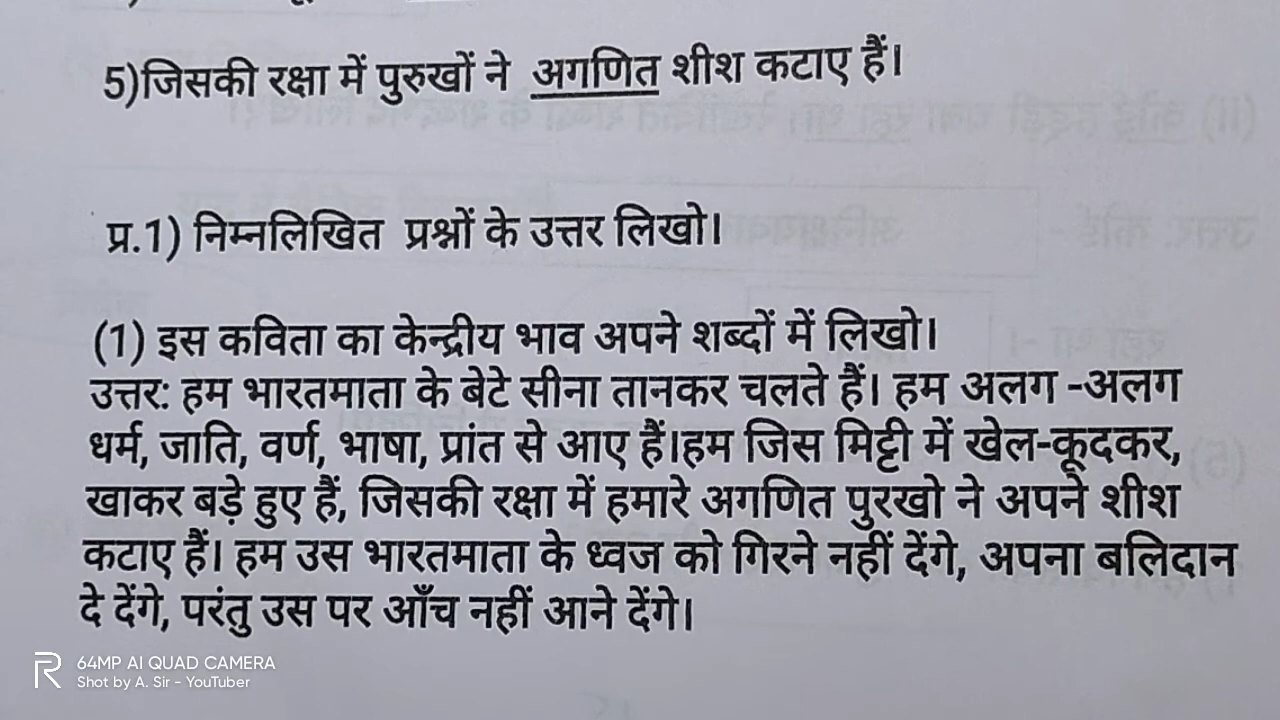 5)जिसकी रक्षा में पुरुखों ने अगणित शीश कटाए हैं।
प्र.1) निम्नलिखित प्रश्नों के उत्तर लिखो।
(1) इस कविता का केन्द्रीय भाव अपने शब्दों में लिखो।
उत्तर: हम भारतमाता के बेटे सीना तानकर चलते हैं। हम अलग -अलग
धर्म, जाति, वर्ण, भाषा, प्रांत से आए हैं।हम जिस मिट्टी में खेल-कूदकर,
खाकर बड़े हुए हैं, जिसकी रक्षा में हमारे अगणित पुरखो ने अपने शीश
कटाए हैं। हम उस भारतमाता के ध्वज को गिरने नहीं देंगे, अपना बलिदान
दे देंगे, परंतु उस पर आँच नहीं आने देंगे।
64MP AI QUAD CAMERA
Shot by A. Sir - YouTuber